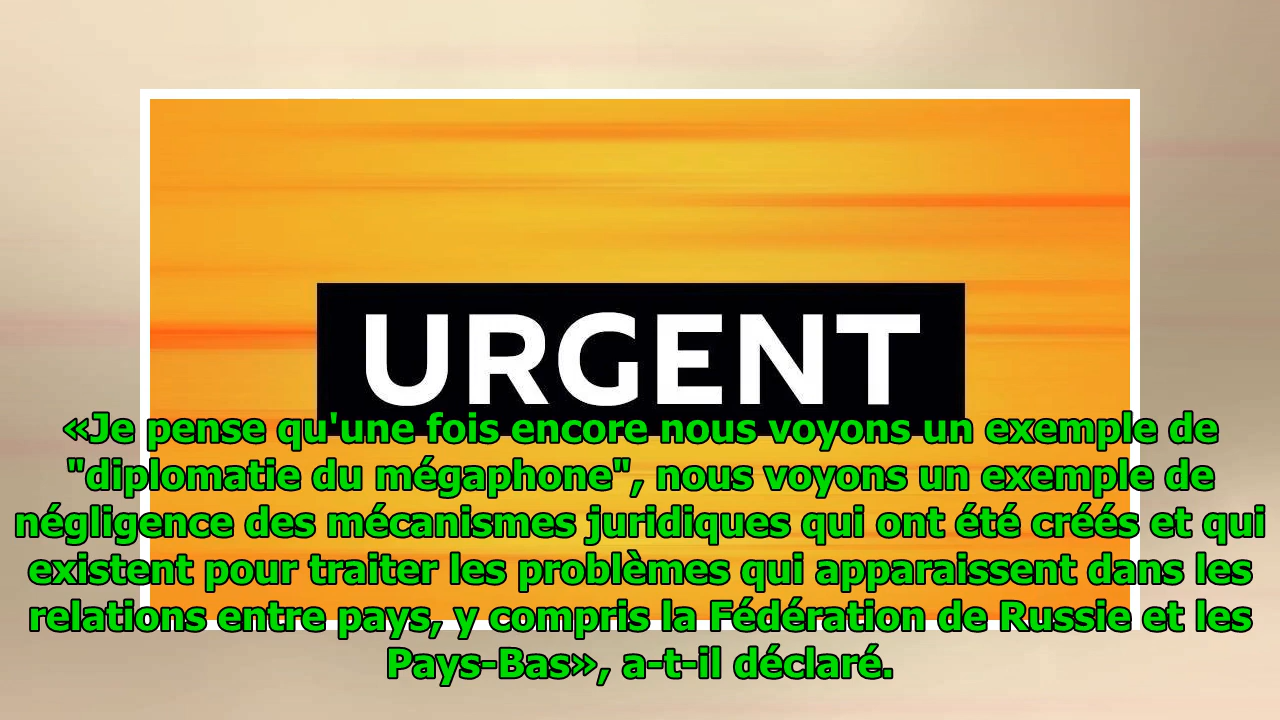 URGENT
«Je pense qu'une fois encore nous voyons un exemple de
"diplomatie du mégaphone", nous voyons un exemple de
négligence des mécanismes juridiques qui ont été créés et qui
existent pour traiter les problèmes qui apparaissent dans les
relations entre pays, y compris la Fédération de Russie et les
Pays-Bas», a-t-il déclaré.